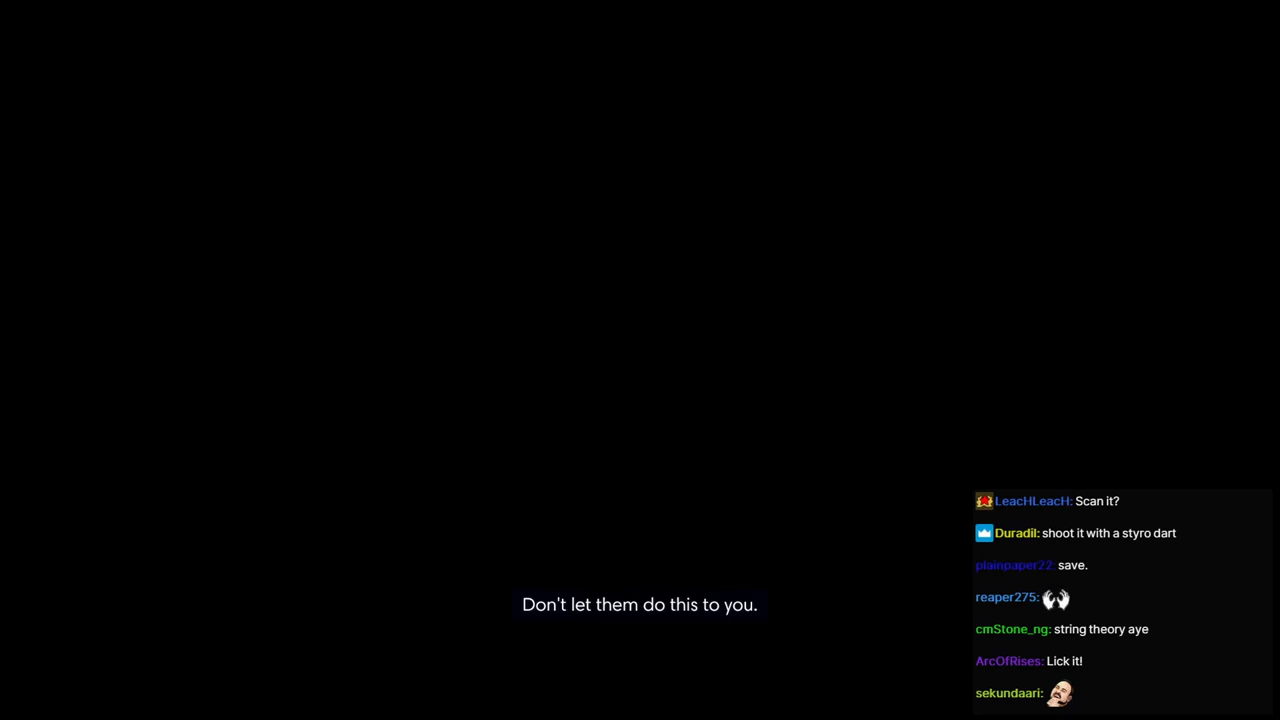 LeacHLeacH: Scan it?
Duradil: shoot it with a styro dart
plainpaper22: save.
reaper275:
Don't let them do this to you.
cmStone_ng: string theory aye
ArcOfRises: Lick it!
sekundaari: